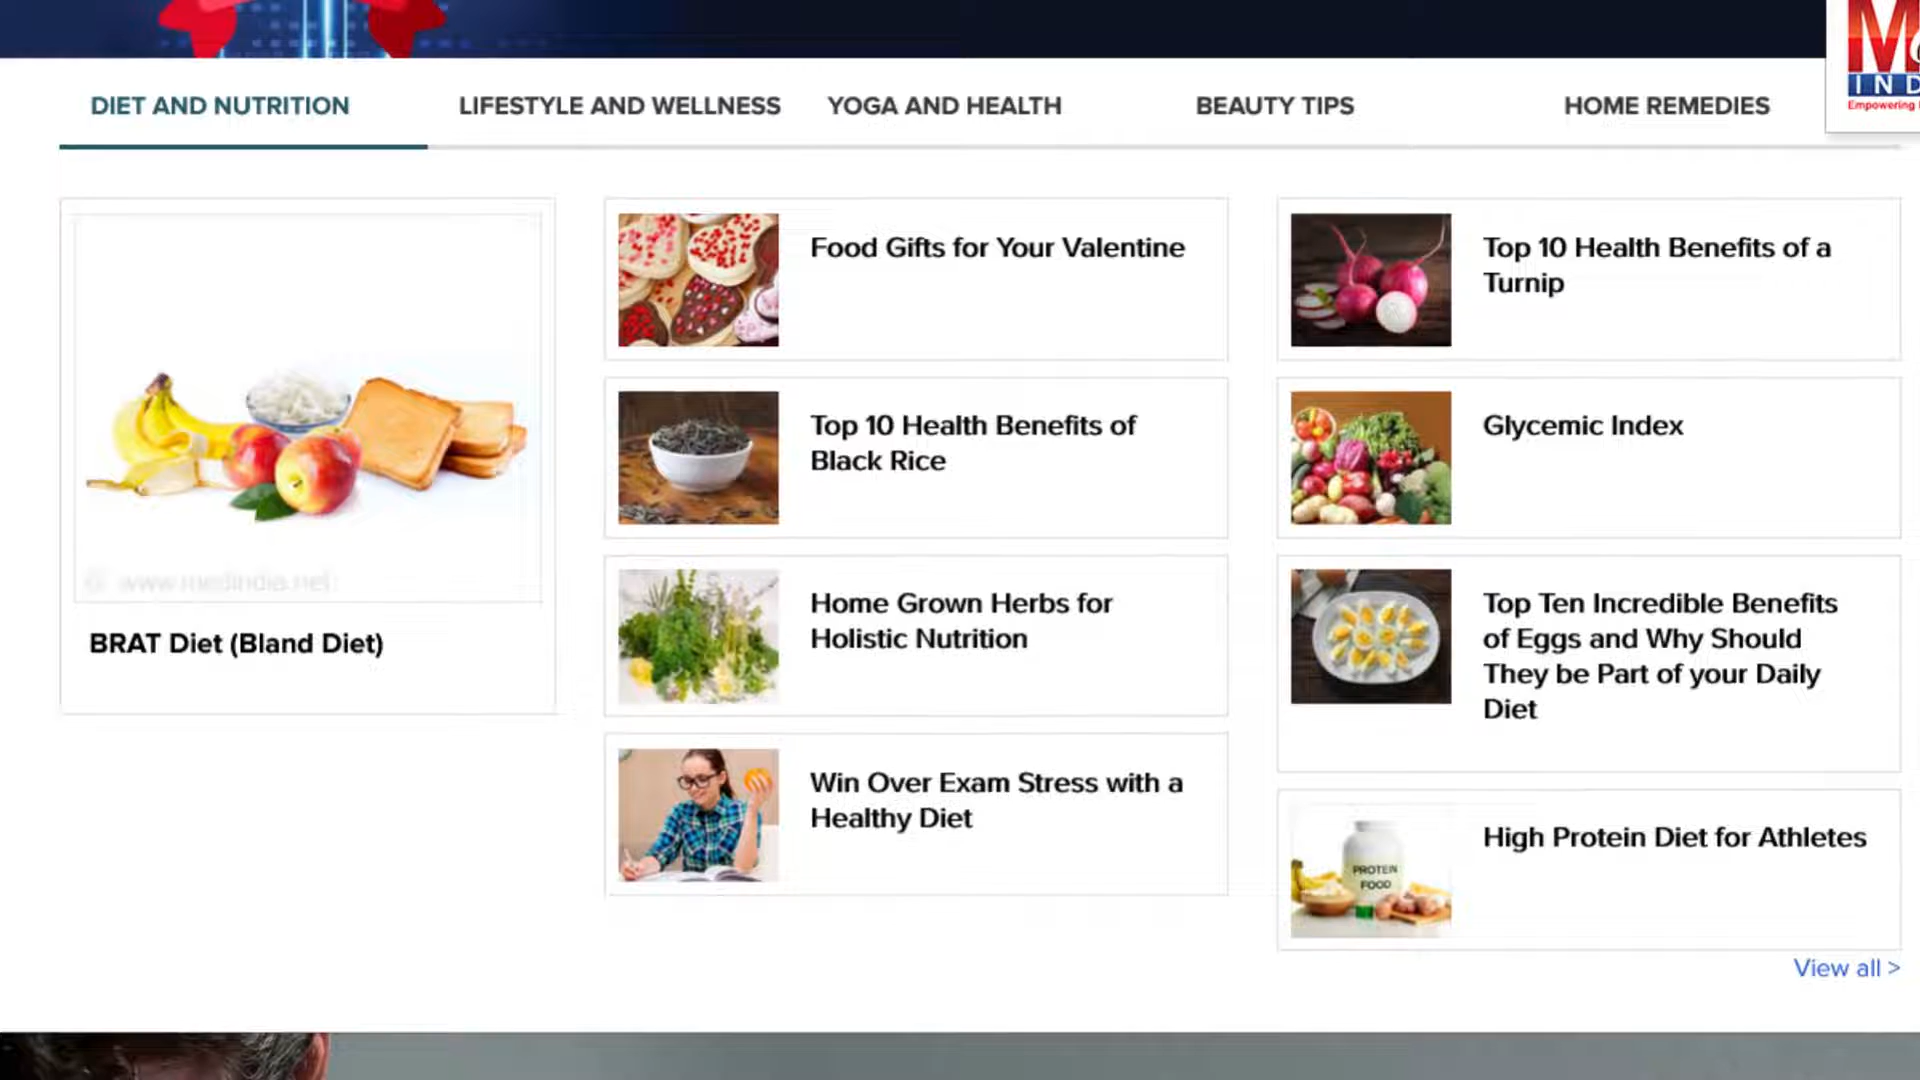 DIET AND NUTRITION
LIFESTYLE AND WELLNESS
YOGA AND HEALTH
BEAUTY TIPS
HOME REMEDIES
IND
Empowering
www.medindia.net
BRAT Diet (Bland Diet)
Food Gifts for Your Valentine
Top 10 Health Benefits of
Black Rice
Home Grown Herbs for
Holistic Nutrition
Win Over Exam Stress with a
Healthy Diet
Top 10 Health Benefits of a
Turnip
Glycemic Index
Top Ten Incredible Benefits
of Eggs and Why Should
They be Part of your Daily
Diet
PROTEIN
FOOD
High Protein Diet for Athletes
View all >